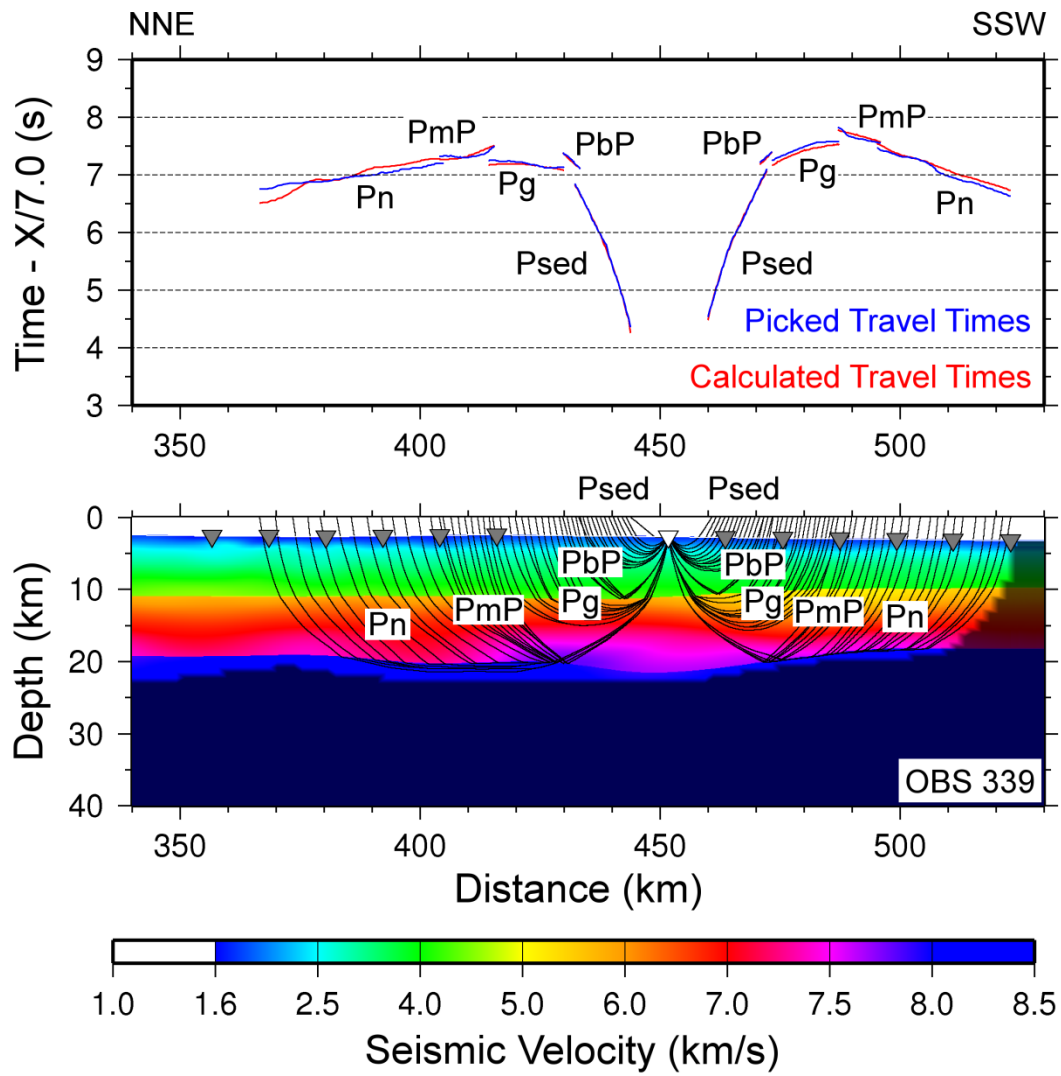 NNE SSW
9
8
7
6
5
4
3
Time - X/7.0 (s)
PmP PmP
PbP PbP
Pn Pg Pg Pn
Psed Psed
Picked Travel Times
Calculated Travel Times
350 400 450 500
Psed Psed
0
10
20
30
40
Depth (km)
PbP PbP
Pn PmP Pg Pg PmP Pn
OBS 339
350 400 450 500
Distance (km)
1.0 1.6 2.5 4.0 5.0 6.0 7.0 7.5 8.0 8.5
Seismic Velocity (km/s)